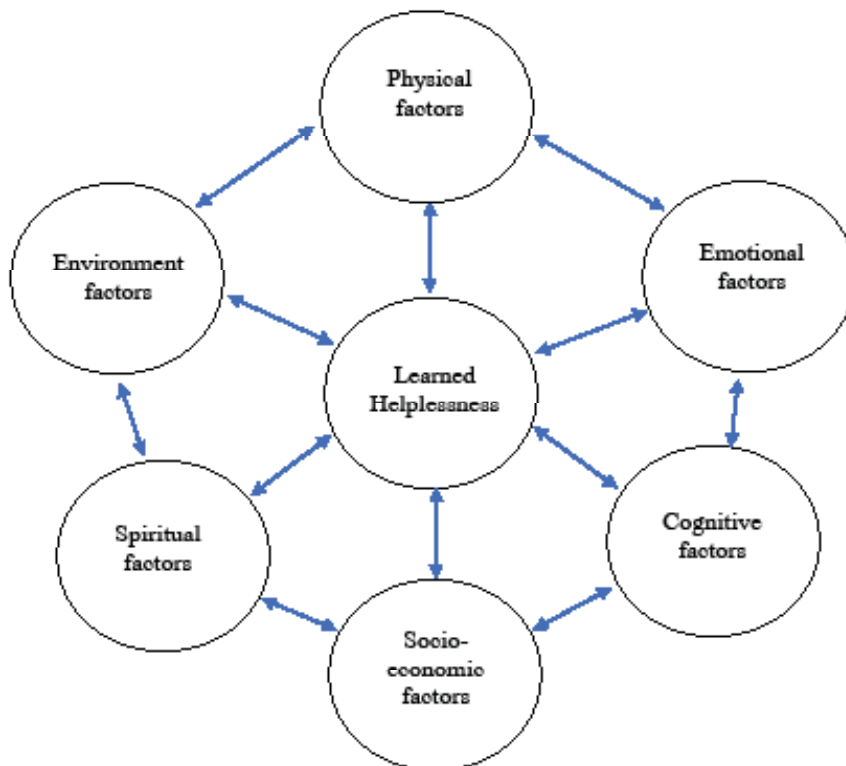 Physical
factors
Environment
factors
Emotional
factors
Learned
Helplessness
Spiritual
factors
Cognitive
factors
Socio-
economic
factors